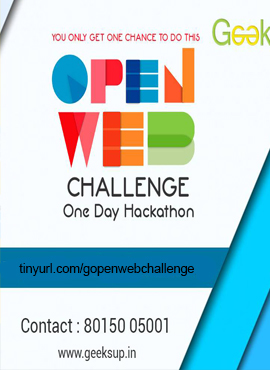 YOU ONLY GET ONE CHANCE TO DO THIS
Geek
OPEN
WEB
CHALLENGE
One Day Hackathon
tinyurl.com/gopenwebchallenge
Contact : 80150 05001
www.geeksup.in